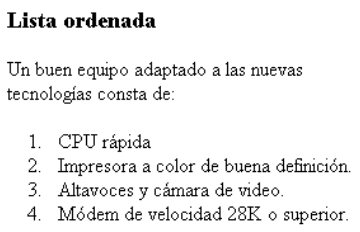 Lista ordenada
Un buen equipo adaptado a las nuevas
tecnologías consta de:
1. CPU rápida
2. Impresora a color de buena definición.
3. Altavoces y cámara de video.
4. Módem de velocidad 28K o superior.